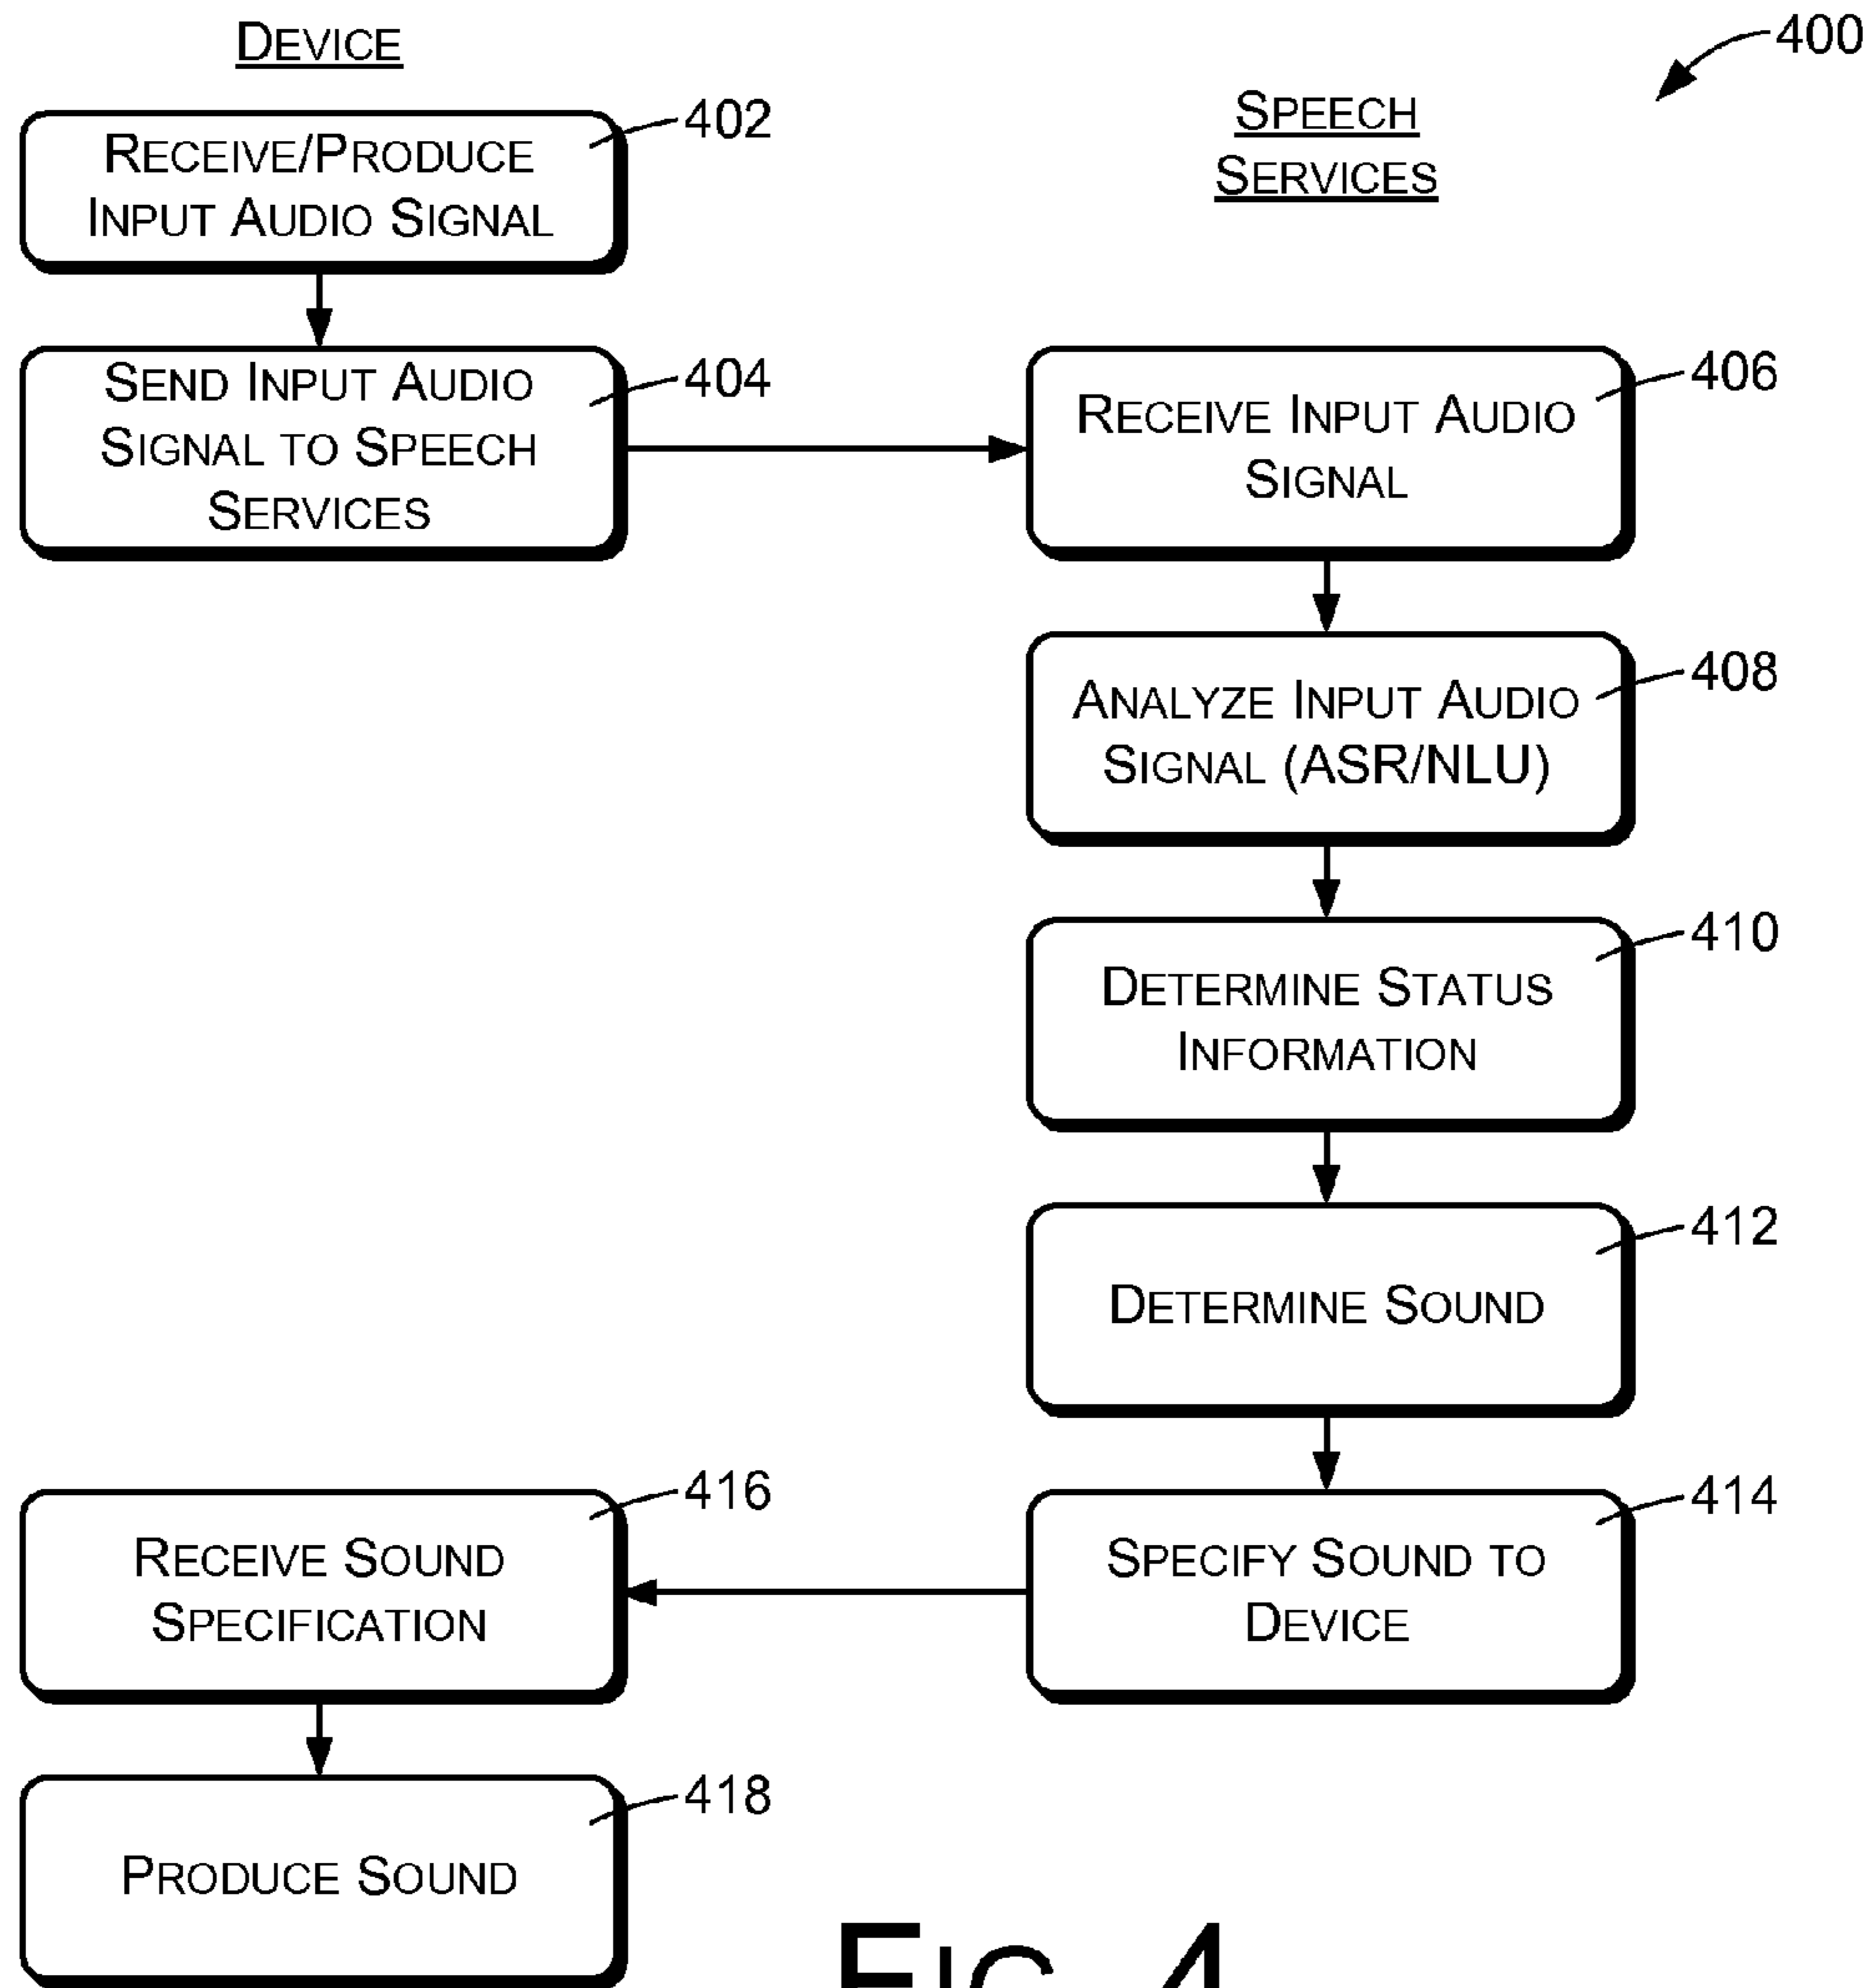 DEVICE
400
SPEECH
SERVICES
402
RECEIVE/PRODUCE
INPUT AUDIO SIGNAL
404
SEND INPUT AUDIO
SIGNAL TO SPEECH
SERVICES
406
RECEIVE INPUT AUDIO
SIGNAL
408
ANALYZE INPUT AUDIO
SIGNAL (ASR/NLU)
410
DETERMINE STATUS
INFORMATION
412
DETERMINE SOUND
414
SPECIFY SOUND TO
DEVICE
416
RECEIVE SOUND
SPECIFICATION
418
PRODUCE SOUND
FIG. 4